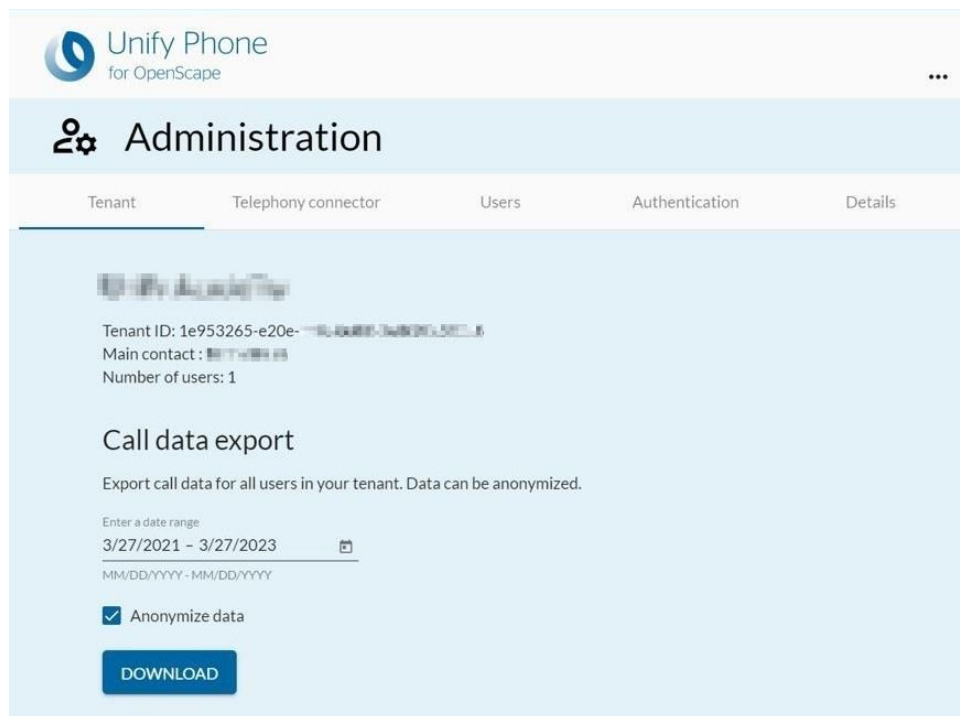 Unify Phone
for OpenScape
Administration
Tenant Telephony connector Users Authentication Details
Tenant ID: 1e953265-e20e-
Main contact :
Number of users: 1
Call data export
Export call data for all users in your tenant. Data can be anonymized.
Enter a date range
3/27/2021 – 3/27/2023
MM/DD/YYYY - MM/DD/YYYY
Anonymize data
DOWNLOAD